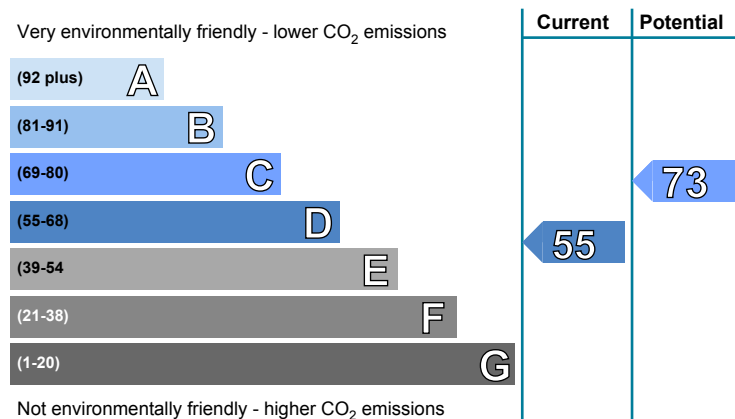 Very environmentally friendly - lower CO2 emissions
Current
Potential
(92 plus) A
(81-91) B
(69-80) C
(55-68) D
(39-54 E
(21-38) F
(1-20) G
55
73
Not environmentally friendly - higher CO2 emissions